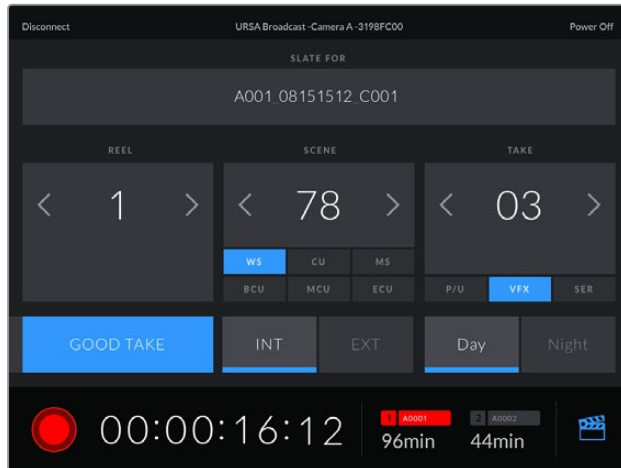 Disconnect URSA Broadcast -Camera A -3198FC00 Power Off
SLATE FOR
A001_08151512_C001
REEL SCENE TAKE
< 1 > < 78 > < 03 >
WS CU MS
BCU MCU ECU P/U VFX SER
GOOD TAKE INT EXT Day Night
00:00:16:12 1 A0001 2 A0002
96min 44min